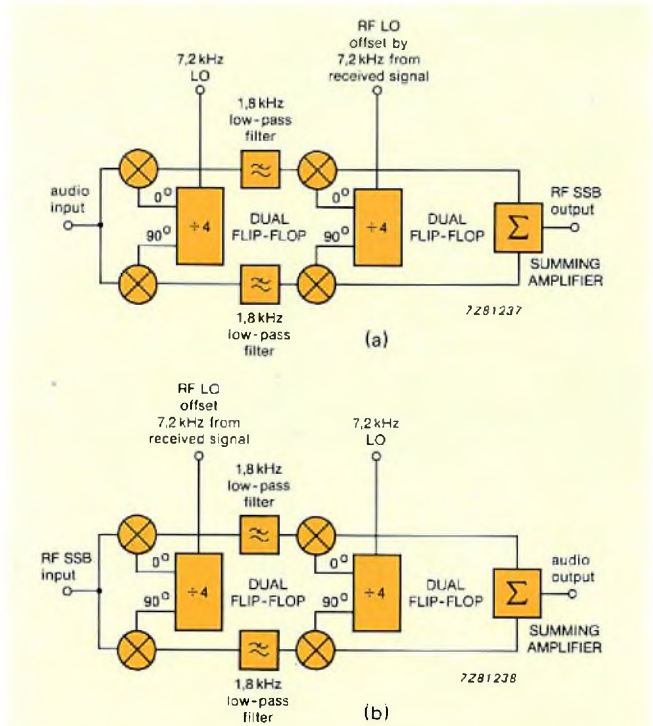 7,2 kHz
LO
RF LO
offset by
7,2 kHz from
received signal
1,8 kHz
low-pass
filter
audio
input
0°
90°
÷4
DUAL
FLIP-FLOP
0°
90°
÷4
DUAL
FLIP-FLOP
Σ
RF SSB
output
SUMMING
AMPLIFIER
1,8 kHz
low-pass
filter
7Z81237
(a)
RF LO
offset
7,2 kHz from
received signal
7,2 kHz
LO
1,8 kHz
low-pass
filter
RF SSB
input
0°
90°
÷4
DUAL
FLIP-FLOP
0°
90°
÷4
DUAL
FLIP-FLOP
Σ
audio
output
SUMMING
AMPLIFIER
1,8 kHz
low-pass
filter
7Z81238
(b)